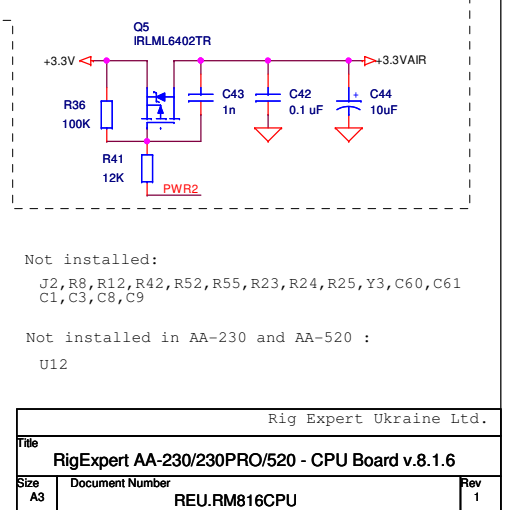 Q5
IRLML6402TR
+3.3V
+3.3VAIR
R36
100K
C43
1n
C42
0.1 uF
+
C44
10uF
R41
12K
PWR2
Not installed:
J2,R8,R12,R42,R52,R55,R23,R24,R25,Y3,C60,C61
C1,C3,C8,C9
Not installed in AA-230 and AA-520 :
U12
Rig Expert Ukraine Ltd.
Title
RigExpert AA-230/230PRO/520 - CPU Board v.8.1.6
Size
A3
Document Number
REU.RM816CPU
Rev
1